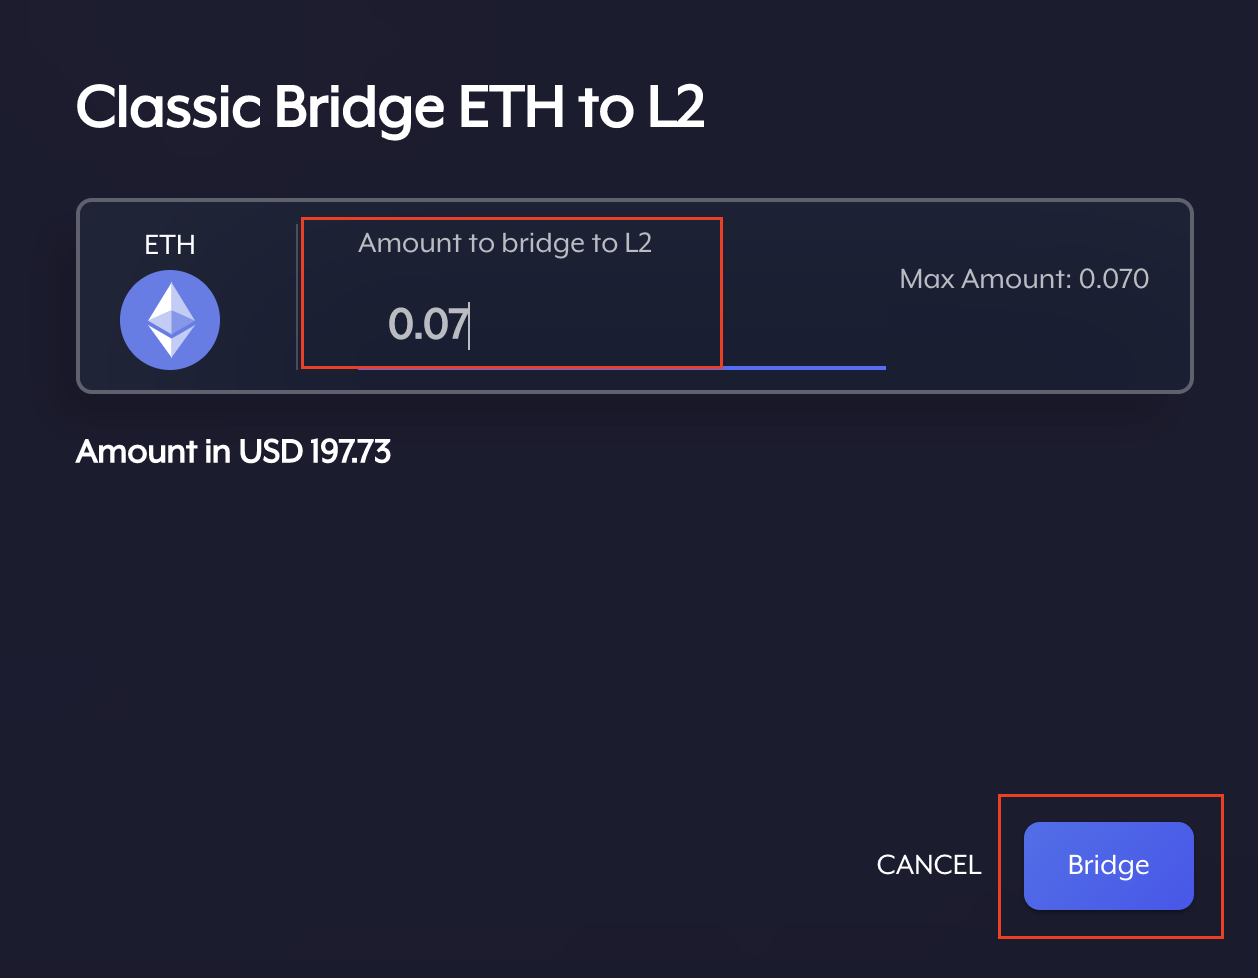 Classic Bridge ETH to L2
ETH
Amount to bridge to L2
0.07
Max Amount: 0.070
Amount in USD 197.73
CANCEL
Bridge